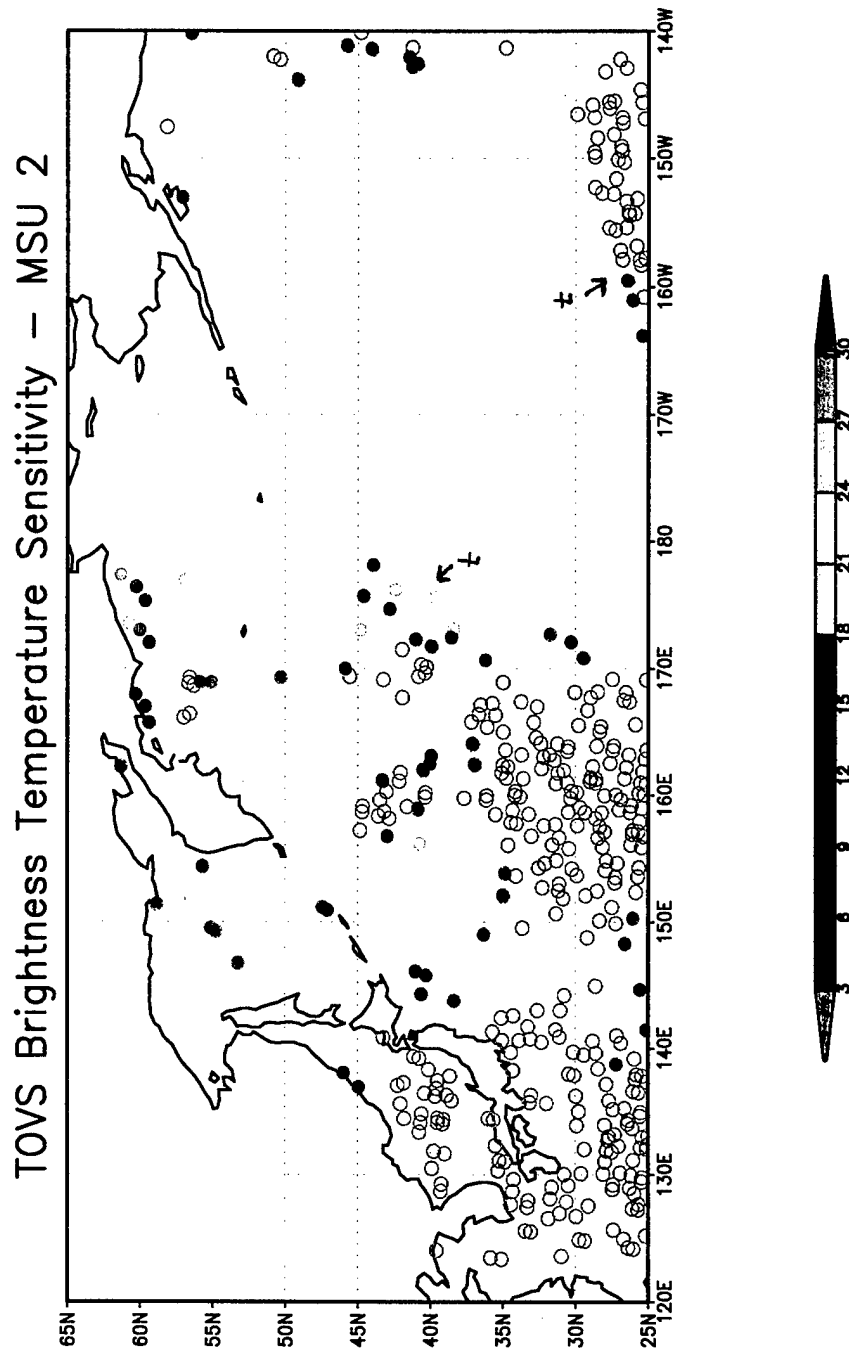 TOVS Brightness Temperature Sensitivity – MSU 2
65N
60N
55N
50N
45N
40N
35N
30N
25N
120E
130E
140E
150E
160E
170E
180
170W
160W
150W
140W
3
6
9
12
15
18
21
24
27
30